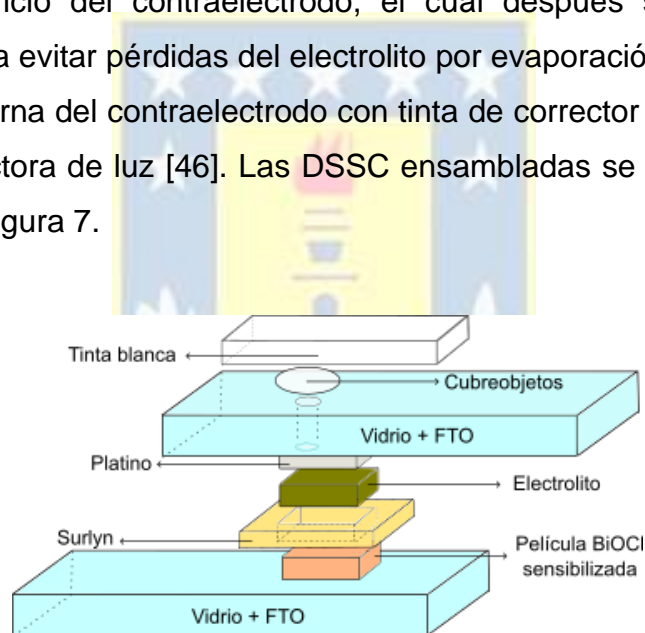 icio del contraelectrodo, el cual después s
a evitar pérdidas del electrolito por evaporació
rna del contraelectrodo con tinta de corrector
ctora de luz [46]. Las DSSC ensambladas se
igura 7.
Tinta blanca
Cubreobjetos
Vidrio + FTO
Platino
Electrolito
Surlyn
Película BiOCl
sensibilizada
Vidrio + FTO